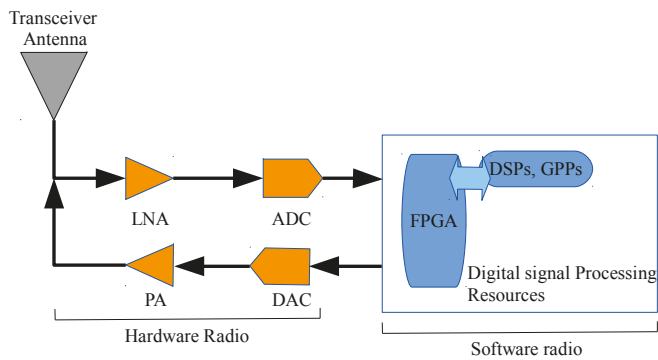 Transceiver
Antenna
LNA
ADC
FPGA
DSPs, GPPs
PA
DAC
Digital signal Processing
Resources
Hardware Radio
Software radio